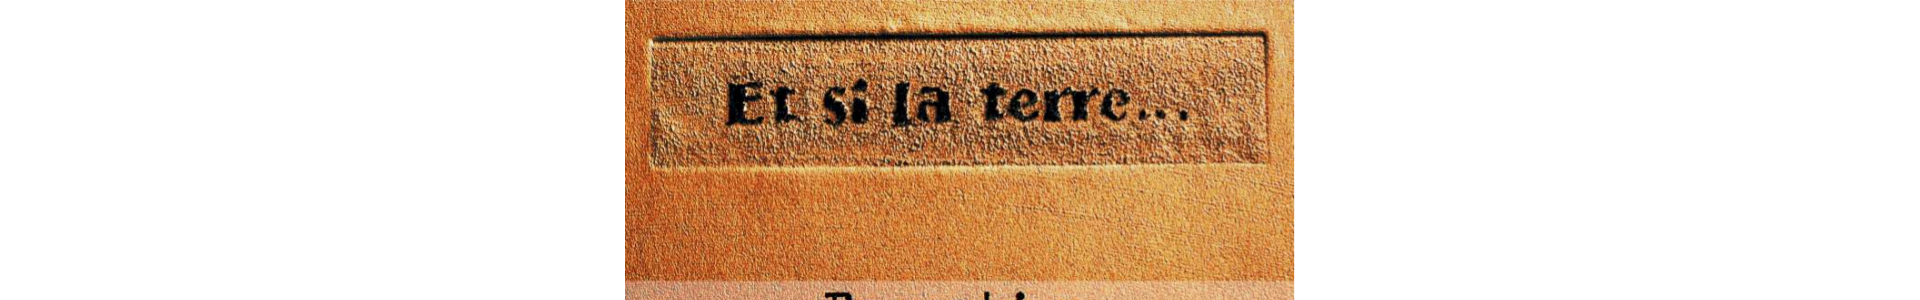 Et si la terre...